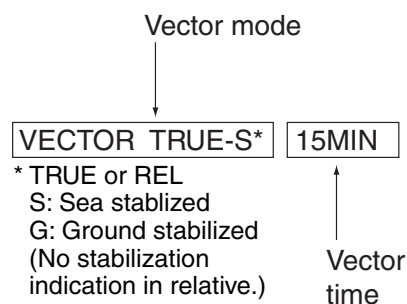 Vector mode
VECTOR TRUE-S* 15MIN
* TRUE or REL
S: Sea stablized
G: Ground stabilized
(No stabilization
indication in relative.)
Vector
time